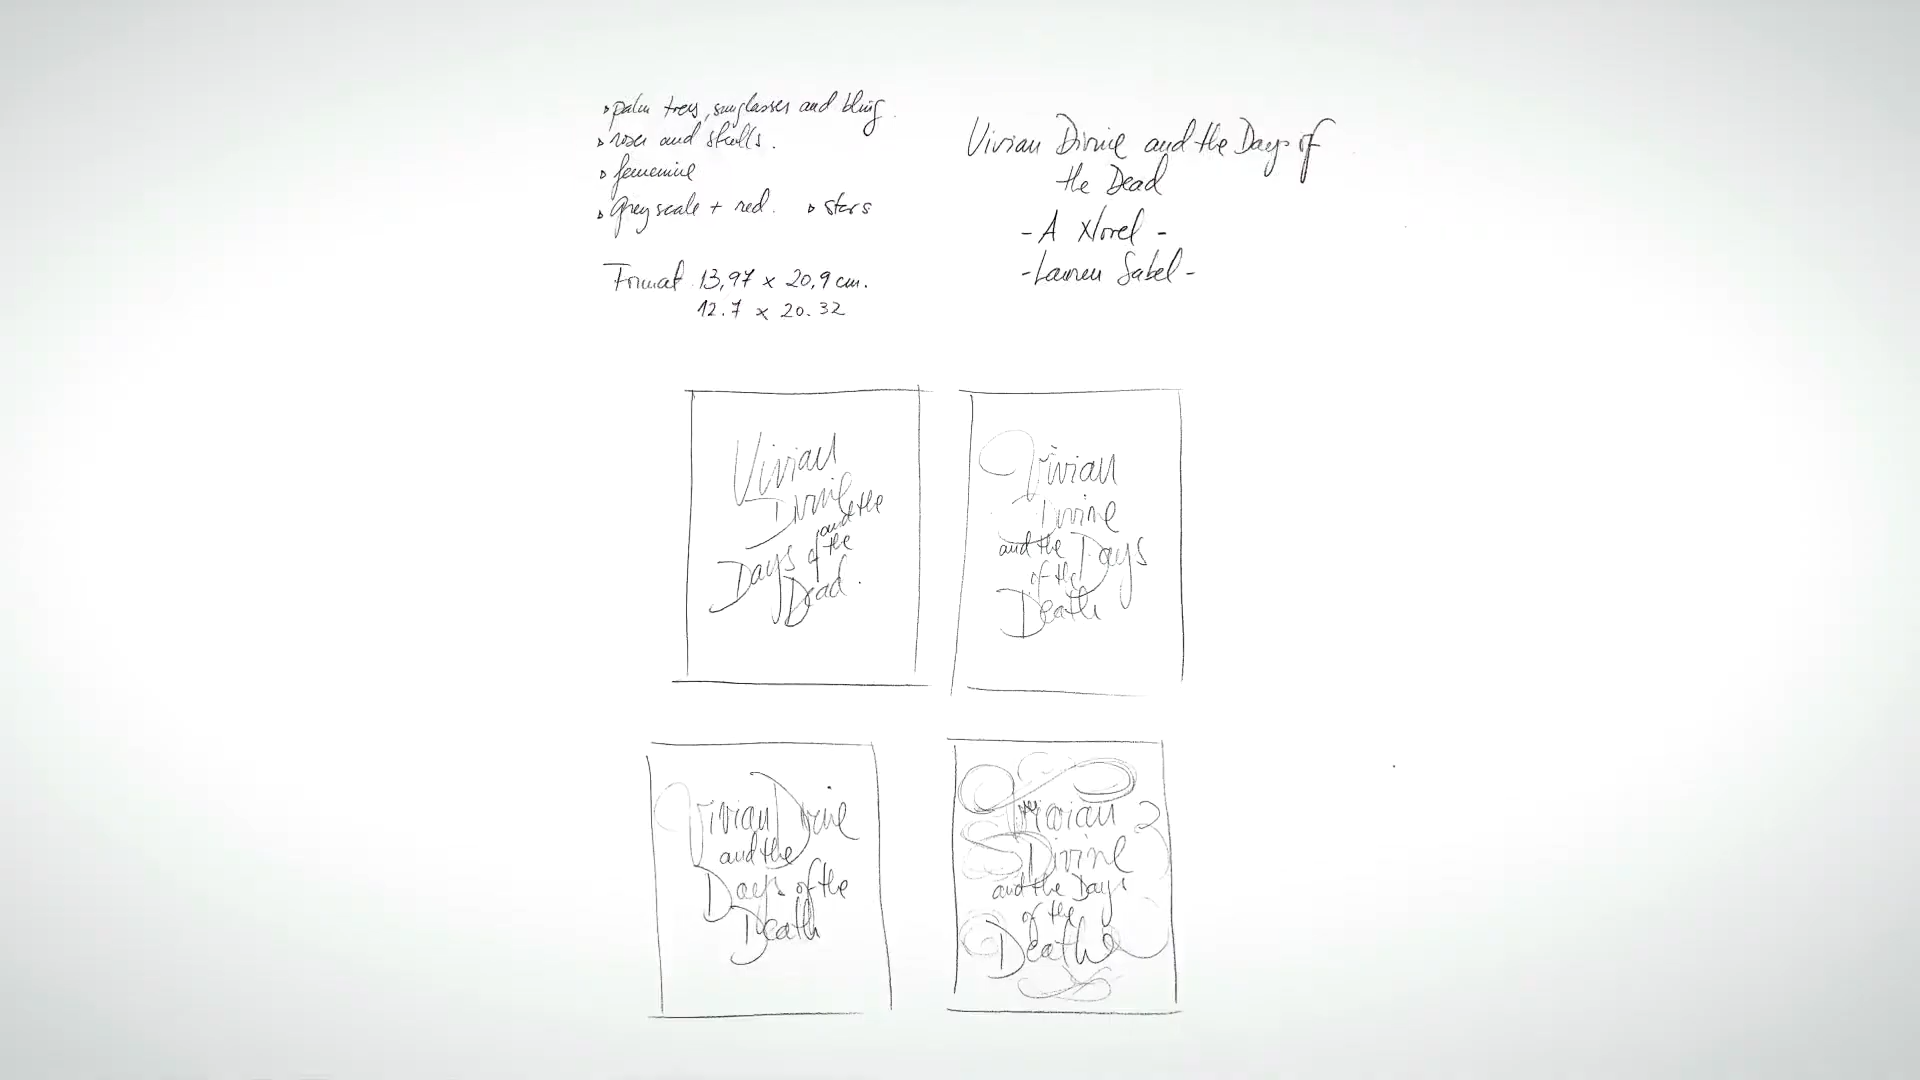 ▹palm trees, sunglasses and bling.
▹roses and skulls.
▹femenine
▹Greyscale + red. ▹stars
Format 13,97 x 20,9 cm.
12.7 x 20.32
Vivian Divine and the Days of
the Dead
-A Novel-
-Lauren Sabel-
Vivian
Divine
and the
Days of the
Dead.
Vivian
Divine
and the Days
of the
Death
Vivian Divine
and the
Days of the
Death
Vivian
Divine
and the Days
of the
Death